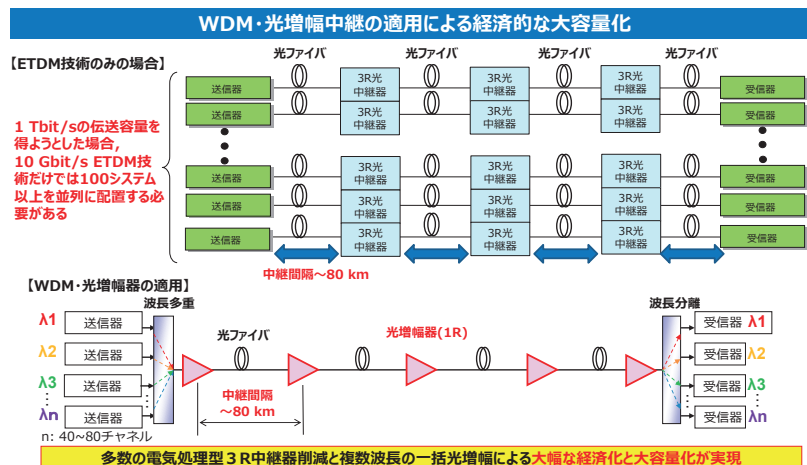 WDM・光増幅中継の適用による経済的な大容量化
【ETDM技術のみの場合】
光ファイバ 光ファイバ 光ファイバ 光ファイバ
送信器 3R光中継器 3R光中継器 3R光中継器 受信器
送信器 3R光中継器 3R光中継器 3R光中継器 受信器
1 Tbit/sの伝送容量を
得ようとした場合,
10 Gbit/s ETDM技
術だけでは100システム
以上を並列に配置する必
要がある
送信器 3R光中継器 3R光中継器 3R光中継器 受信器
送信器 3R光中継器 3R光中継器 3R光中継器 受信器
送信器 3R光中継器 3R光中継器 3R光中継器 受信器
中継間隔~80 km
【WDM・光増幅器の適用】
波長多重 波長分離
λ1 送信器 光ファイバ 光増幅器(1R) 受信器 λ1
λ2 送信器 受信器 λ2
λ3 送信器 受信器 λ3
中継間隔
~80 km
λn 送信器 受信器 λn
n: 40~80チャネル
多数の電気処理型3R中継器削減と複数波長の一括光増幅による大幅な経済化と大容量化が実現